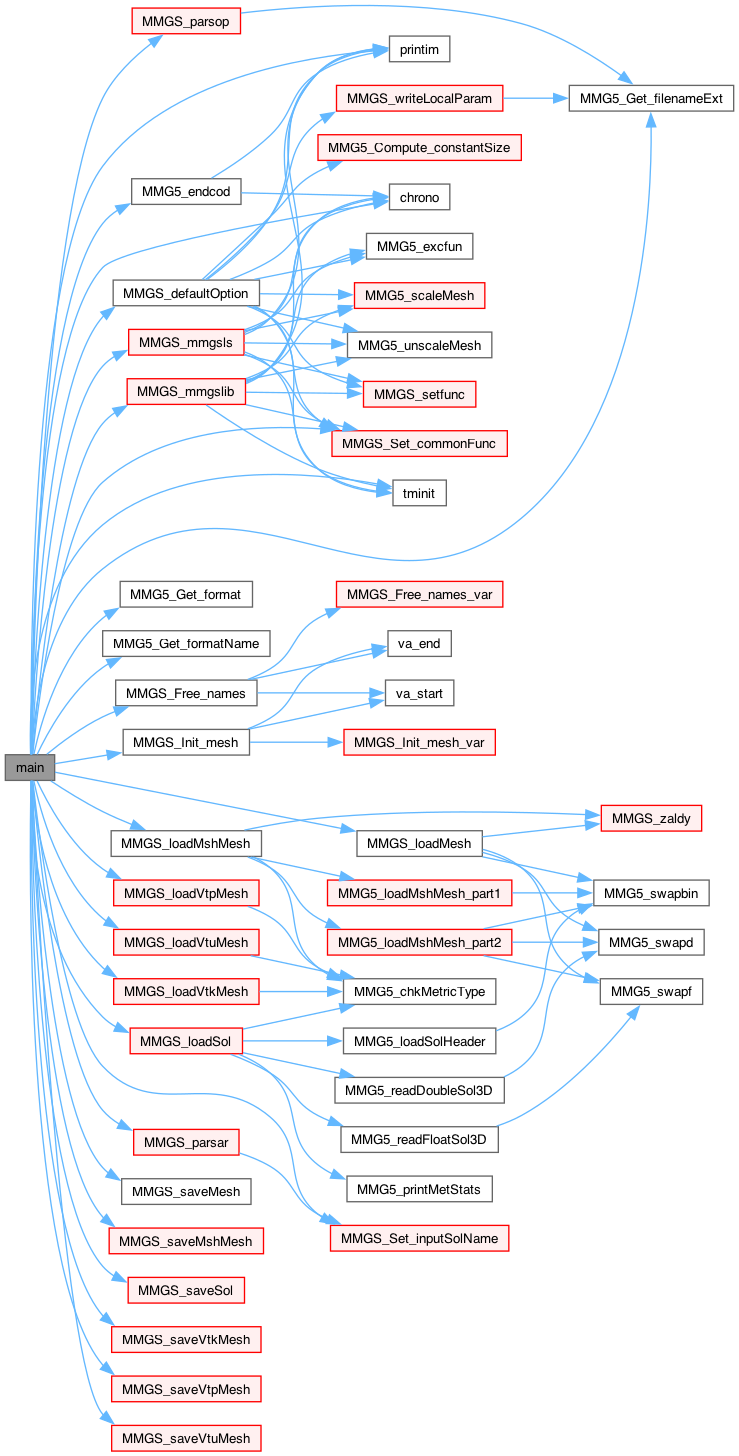 MMGS_parsop
printim
MMGS_writeLocalParam
MMG5_Get_filenameExt
MMG5_Compute_constantSize
MMG5_endcod
chrono
MMG5_excfun
MMGS_defaultOption
MMG5_scaleMesh
MMGS_mmgsls
MMG5_unscaleMesh
MMGS_mmgslib
MMGS_setfunc
MMGS_Set_commonFunc
tminit
MMG5_Get_format
MMGS_Free_names_var
MMG5_Get_formatName
va_end
MMGS_Free_names
va_start
MMGS_Init_mesh
MMGS_Init_mesh_var
main
MMGS_zaldy
MMGS_loadMshMesh
MMGS_loadMesh
MMGS_loadVtpMesh
MMG5_loadMshMesh_part1
MMG5_swapbin
MMGS_loadVtuMesh
MMG5_loadMshMesh_part2
MMG5_swapd
MMGS_loadVtkMesh
MMG5_chkMetricType
MMG5_swapf
MMGS_loadSol
MMG5_loadSolHeader
MMG5_readDoubleSol3D
MMGS_parsar
MMG5_readFloatSol3D
MMGS_saveMesh
MMG5_printMetStats
MMGS_saveMshMesh
MMGS_Set_inputSolName
MMGS_saveSol
MMGS_saveVtkMesh
MMGS_saveVtpMesh
MMGS_saveVtuMesh